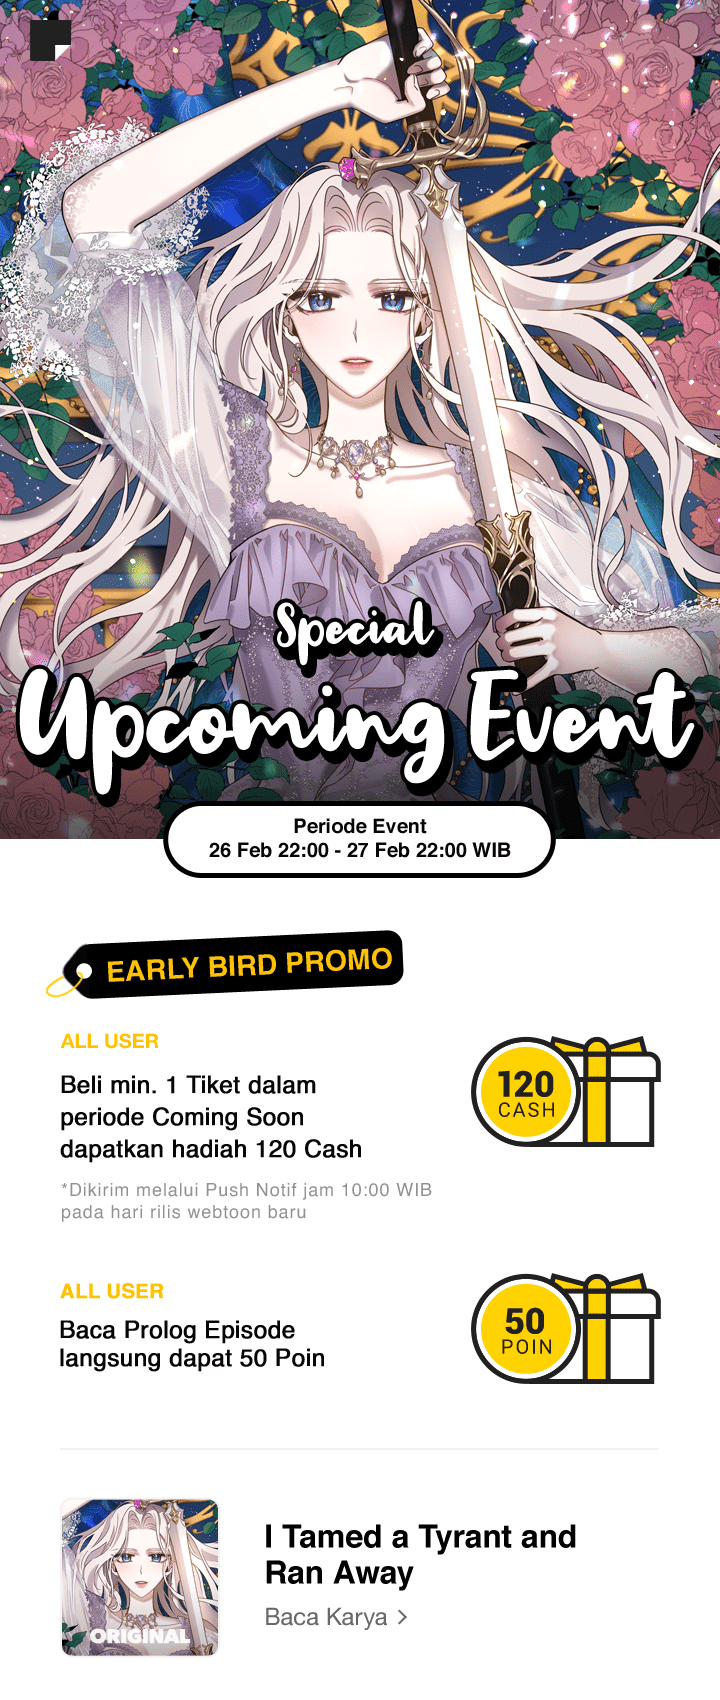 Special
Upcoming Event
Periode Event
26 Feb 22:00 - 27 Feb 22:00 WIB
EARLY BIRD PROMO
ALL USER
Beli min. 1 Tiket dalam
periode Coming Soon
dapatkan hadiah 120 Cash
120
CASH
*Dikirim melalui Push Notif jam 10:00 WIB
pada hari rilis webtoon baru
ALL USER
Baca Prolog Episode
langsung dapat 50 Poin
50
POIN
I Tamed a Tyrant and
Ran Away
Baca Karya >
ORIGINAL